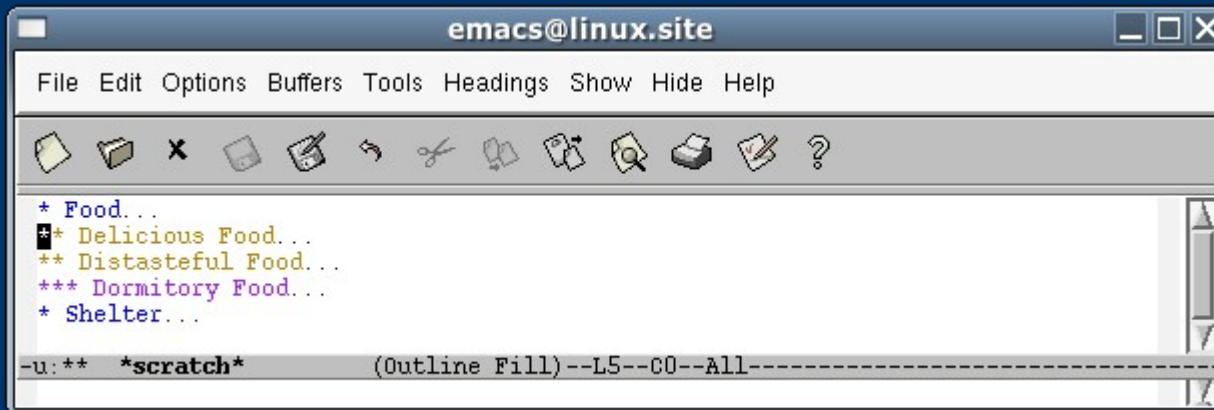 emacs@linux.site
File Edit Options Buffers Tools Headings Show Hide Help
* Food...
** Delicious Food...
** Distasteful Food...
*** Dormitory Food...
* Shelter...
-u:** *scratch* (Outline Fill)--L5--C0--All----------------------------------